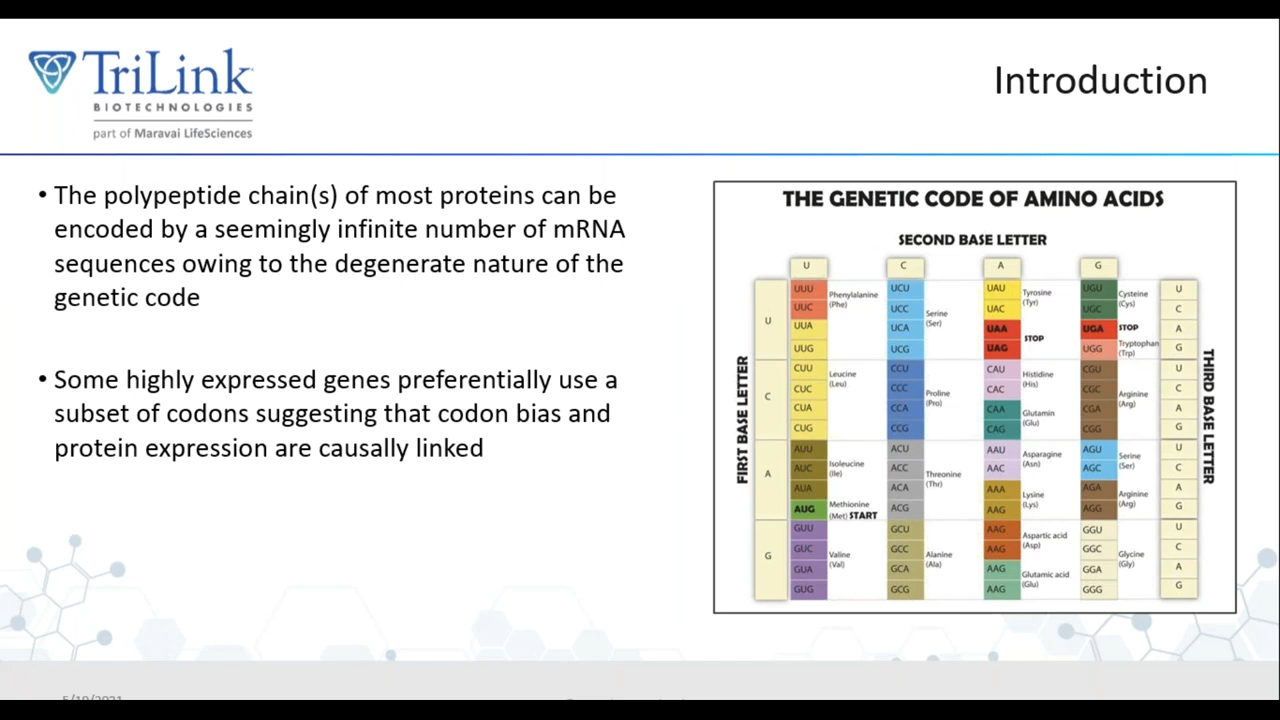 TriLink
BIOTECHNOLOGIES
part of Maravai LifeSciences
Introduction
• The polypeptide chain(s) of most proteins can be
encoded by a seemingly infinite number of mRNA
sequences owing to the degenerate nature of the
genetic code
• Some highly expressed genes preferentially use a
subset of codons suggesting that codon bias and
protein expression are causally linked
THE GENETIC CODE OF AMINO ACIDS
SECOND BASE LETTER
U C A G
FIRST BASE LETTER
THIRD BASE LETTER
U
UUU
UUC
Phenylalanine
(Phe)
UUA
UUG
UCU
UCC
UCA
UCG
Serine
(Ser)
UAU
UAC
Tyrosine
(Tyr)
UAA
UAG
STOP
UGU
UGC
Cysteine
(Cys)
UGA STOP
UGG
Tryptophan
(Trp)
U
C
A
G
C
CUU
CUC
CUA
CUG
Leucine
(Leu)
CCU
CCC
CCA
CCG
Proline
(Pro)
CAU
CAC
Histidine
(His)
CAA
CAG
Glutamin
(Glu)
CGU
CGC
CGA
CGG
Arginine
(Arg)
U
C
A
G
A
AUU
AUC
AUA
Isoleucine
(Ile)
AUG
Methionine
(Met) START
ACU
ACC
ACA
ACG
Threonine
(Thr)
AAU
AAC
Asparagine
(Asn)
AAA
AAG
Lysine
(Lys)
AGU
AGC
Serine
(Ser)
AGA
AGG
Arginine
(Arg)
U
C
A
G
G
GUU
GUC
GUA
GUG
Valine
(Val)
GCU
GCC
GCA
GCG
Alanine
(Ala)
AAG
AAG
Aspartic acid
(Asp)
AAG
AAG
Glutamic acid
(Glu)
GGU
GGC
GGA
GGG
Glycine
(Gly)
U
C
A
G